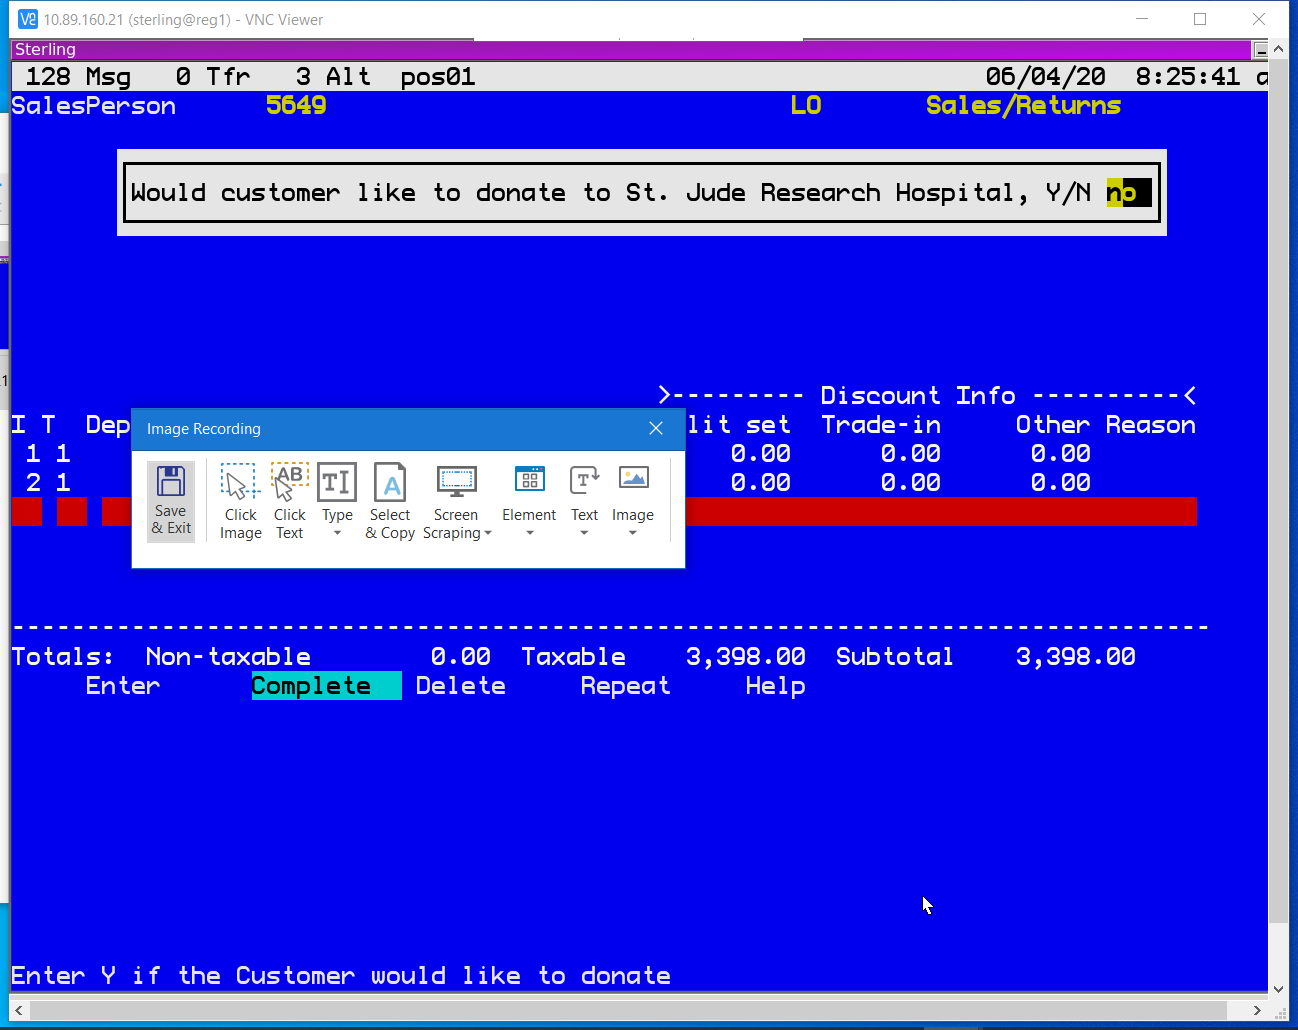 10.89.160.21 (sterling@reg1) - VNC Viewer
Sterling
128 Msg 0 Tfr 3 Alt pos01 06/04/20 8:25:41 a
SalesPerson 5649 LO Sales/Returns
Would customer like to donate to St. Jude Research Hospital, Y/N no
>--------- Discount Info ----------<
I T Dep lit set Trade-in Other Reason
1 1 0.00 0.00 0.00
2 1 0.00 0.00 0.00
Image Recording
Save & Exit
Click Image
AB
Click Text
TI
Type
A
Select & Copy
Screen Scraping
Element
T
Text
Image
Totals: Non-taxable 0.00 Taxable 3,398.00 Subtotal 3,398.00
Enter Complete Delete Repeat Help
Enter Y if the Customer would like to donate